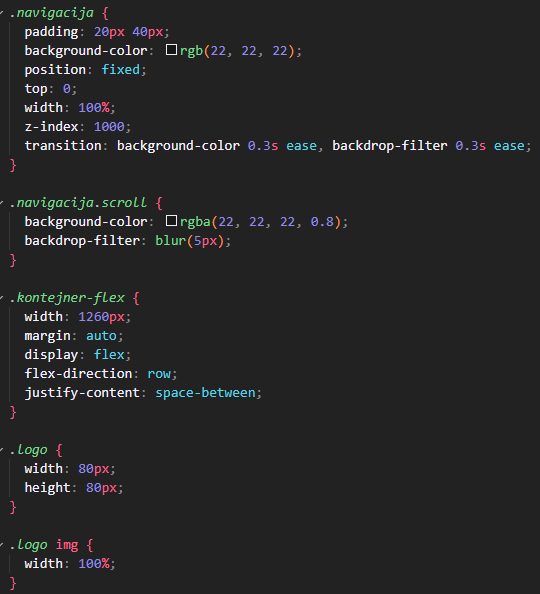 .navigacija {
padding: 20px 40px;
background-color: rgb(22, 22, 22);
position: fixed;
top: 0;
width: 100%;
z-index: 1000;
transition: background-color 0.3s ease, backdrop-filter 0.3s ease;
}
.navigacija.scroll {
background-color: rgba(22, 22, 22, 0.8);
backdrop-filter: blur(5px);
}
.kontejner-flex {
width: 1260px;
margin: auto;
display: flex;
flex-direction: row;
justify-content: space-between;
}
.logo {
width: 80px;
height: 80px;
}
.logo img {
width: 100%;
}